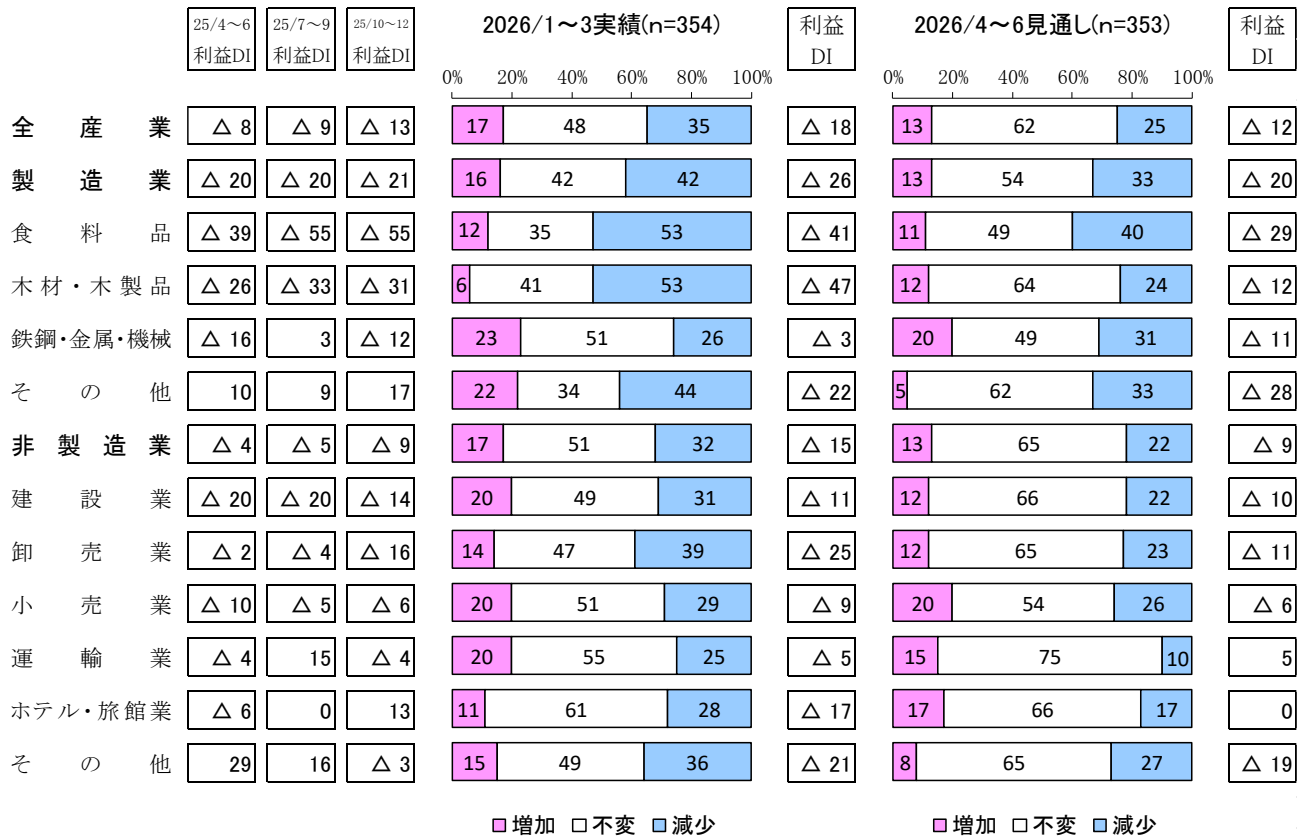 25/4～6 25/7～9 25/10～12 2026/1～3実績(n=354) 利益 2026/4～6見通し(n=353) 利益
利益DI 利益DI 利益DI DI DI
0% 20% 40% 60% 80% 100% 0% 20% 40% 60% 80% 100%
全産業 △ 8 △ 9 △ 13 17 48 35 △ 18 13 62 25 △ 12
製造業 △ 20 △ 20 △ 21 16 42 42 △ 26 13 54 33 △ 20
食料品 △ 39 △ 55 △ 55 12 35 53 △ 41 11 49 40 △ 29
木材・木製品 △ 26 △ 33 △ 31 6 41 53 △ 47 12 64 24 △ 12
鉄鋼・金属・機械 △ 16 3 △ 12 23 51 26 △ 3 20 49 31 △ 11
その他 10 9 17 22 34 44 △ 22 5 62 33 △ 28
非製造業 △ 4 △ 5 △ 9 17 51 32 △ 15 13 65 22 △ 9
建設業 △ 20 △ 20 △ 14 20 49 31 △ 11 12 66 22 △ 10
卸売業 △ 2 △ 4 △ 16 14 47 39 △ 25 12 65 23 △ 11
小売業 △ 10 △ 5 △ 6 20 51 29 △ 9 20 54 26 △ 6
運輸業 △ 4 15 △ 4 20 55 25 △ 5 15 75 10 5
ホテル・旅館業 △ 6 0 13 11 61 28 △ 17 17 66 17 0
その他 29 16 △ 3 15 49 36 △ 21 8 65 27 △ 19
増加 不変 減少